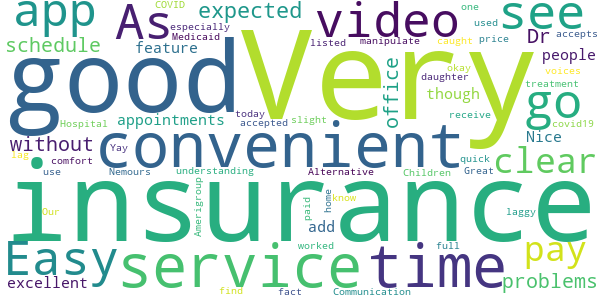 COVID
app
As
especially
expected
video
see
one
used
accepts
Medicaid
listed
manipulate
price
Dr
schedule
feature
caught
people
good
Very
office
okay
voices
daughter
though
treatment
go
Hospital
appointments
today
accepted
slight
receive
covid19
without
Yay
convenient
Nice
lag
comfort
understanding
quick
Great
clear
use
Nemours
Alternative
Children
insurance
Our
Amerigroup
paid
home
know
add
laggy
Easy
service
worked
time
full
pay
excellent
problems
find
fact
Communication